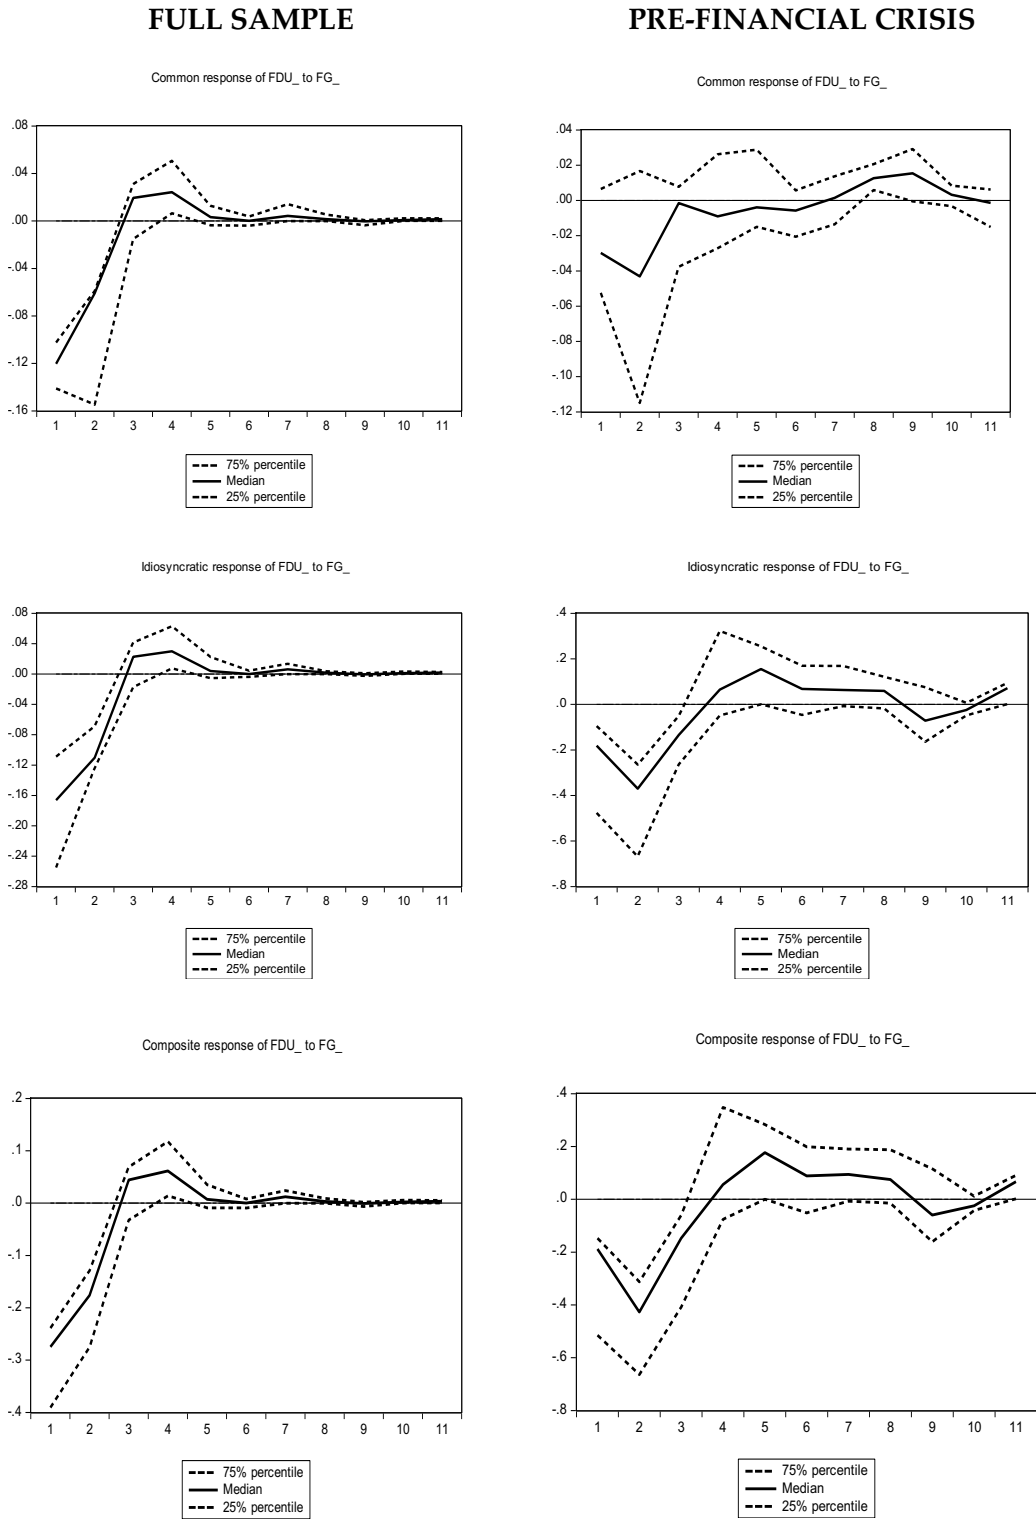 FULL SAMPLE
PRE-FINANCIAL CRISIS
Common response of FDU_ to FG_
.08
.04
.00
-.04
-.08
-.12
-.16
1 2 3 4 5 6 7 8 9 10 11
75% percentile
Median
25% percentile
Common response of FDU_ to FG_
.04
.02
.00
-.02
-.04
-.06
-.08
-.10
-.12
1 2 3 4 5 6 7 8 9 10 11
75% percentile
Median
25% percentile
Idiosyncratic response of FDU_ to FG_
.08
.04
.00
-.04
-.08
-.12
-.16
-.20
-.24
-.28
1 2 3 4 5 6 7 8 9 10 11
75% percentile
Median
25% percentile
Idiosyncratic response of FDU_ to FG_
.4
.2
.0
-.2
-.4
-.6
-.8
1 2 3 4 5 6 7 8 9 10 11
75% percentile
Median
25% percentile
Composite response of FDU_ to FG_
.2
.1
.0
-.1
-.2
-.3
-.4
1 2 3 4 5 6 7 8 9 10 11
75% percentile
Median
25% percentile
Composite response of FDU_ to FG_
.4
.2
.0
-.2
-.4
-.6
-.8
1 2 3 4 5 6 7 8 9 10 11
75% percentile
Median
25% percentile